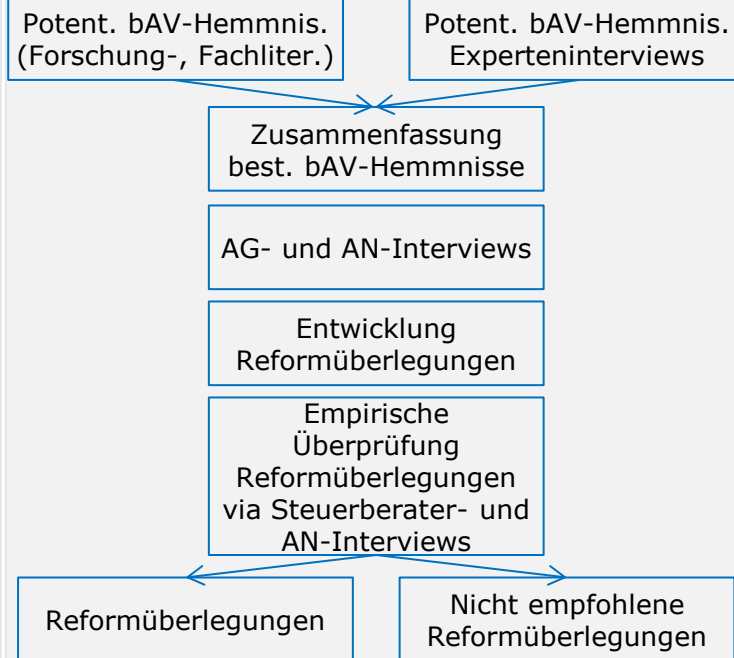 Potent. bAV-Hemmnis.
(Forschung-, Fachliter.)
Potent. bAV-Hemmnis.
Experteninterviews
Zusammenfassung
best. bAV-Hemmnisse
AG- und AN-Interviews
Entwicklung
Reformüberlegungen
Empirische
Überprüfung
Reformüberlegungen
via Steuerberater- und
AN-Interviews
Reformüberlegungen
Nicht empfohlene
Reformüberlegungen